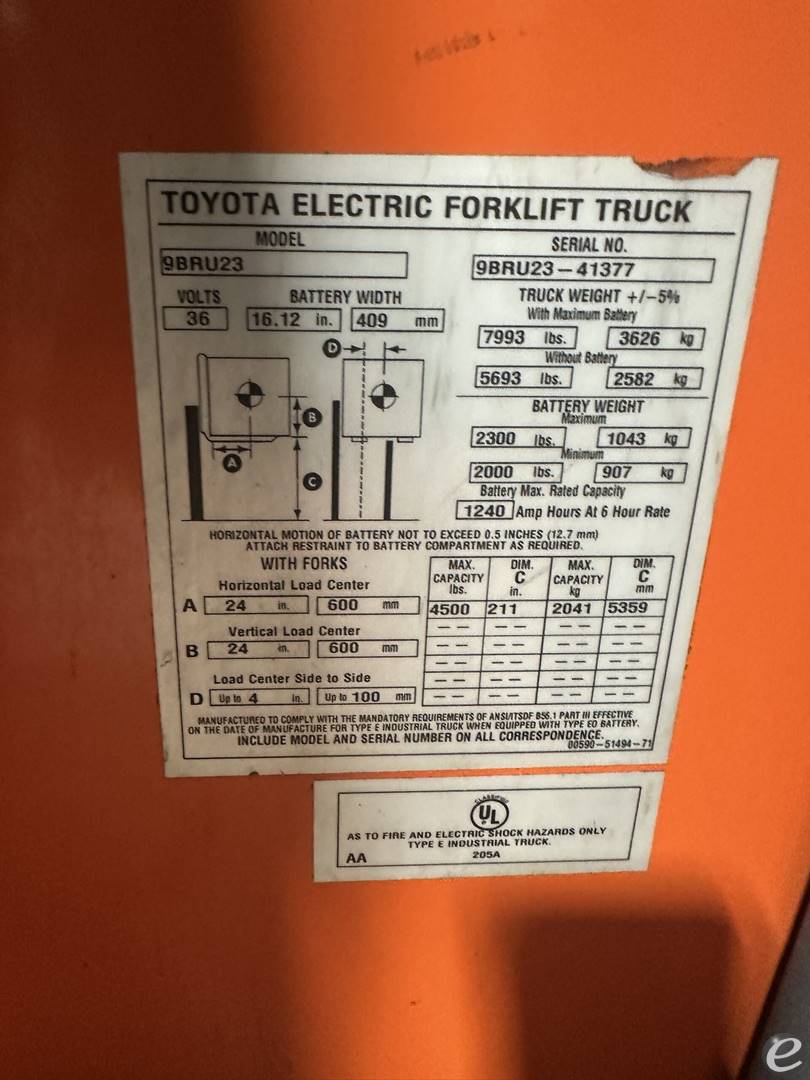 TOYOTA ELECTRIC FORKLIFT TRUCK
MODEL
9BRU23
SERIAL NO.
9BRU23-41377
VOLTS
36
BATTERY WIDTH
16.12 in. 409 mm
TRUCK WEIGHT +/-5%
With Maximum Battery
7993 lbs. 3626 kg
Without Battery
5693 lbs. 2582 kg
D
B
A
C
BATTERY WEIGHT
Maximum
2300 lbs. 1043 kg
Minimum
2000 lbs. 907 kg
Battery Max. Rated Capacity
1240 Amp Hours At 6 Hour Rate
HORIZONTAL MOTION OF BATTERY NOT TO EXCEED 0.5 INCHES (12.7 mm)
ATTACH RESTRAINT TO BATTERY COMPARTMENT AS REQUIRED.
WITH FORKS
Horizontal Load Center
A 24 in. 600 mm
Vertical Load Center
B 24 in. 600 mm
Load Center Side to Side
D Up to 4 in. Up to 100 mm
MAX. CAPACITY lbs. DIM. C in. MAX. CAPACITY kg DIM. C mm
4500 211 2041 5359
-- -- -- --
-- -- -- --
-- -- -- --
-- -- -- --
-- -- -- --
MANUFACTURED TO COMPLY WITH THE MANDATORY REQUIREMENTS OF ANSI/ITSDF B56.1 PART III EFFECTIVE
ON THE DATE OF MANUFACTURE FOR TYPE E INDUSTRIAL TRUCK WHEN EQUIPPED WITH TYPE EO BATTERY.
INCLUDE MODEL AND SERIAL NUMBER ON ALL CORRESPONDENCE.
00590-51494-71
CLASSIFIED
UL
AS TO FIRE AND ELECTRIC SHOCK HAZARDS ONLY
TYPE E INDUSTRIAL TRUCK.
AA 205A
e